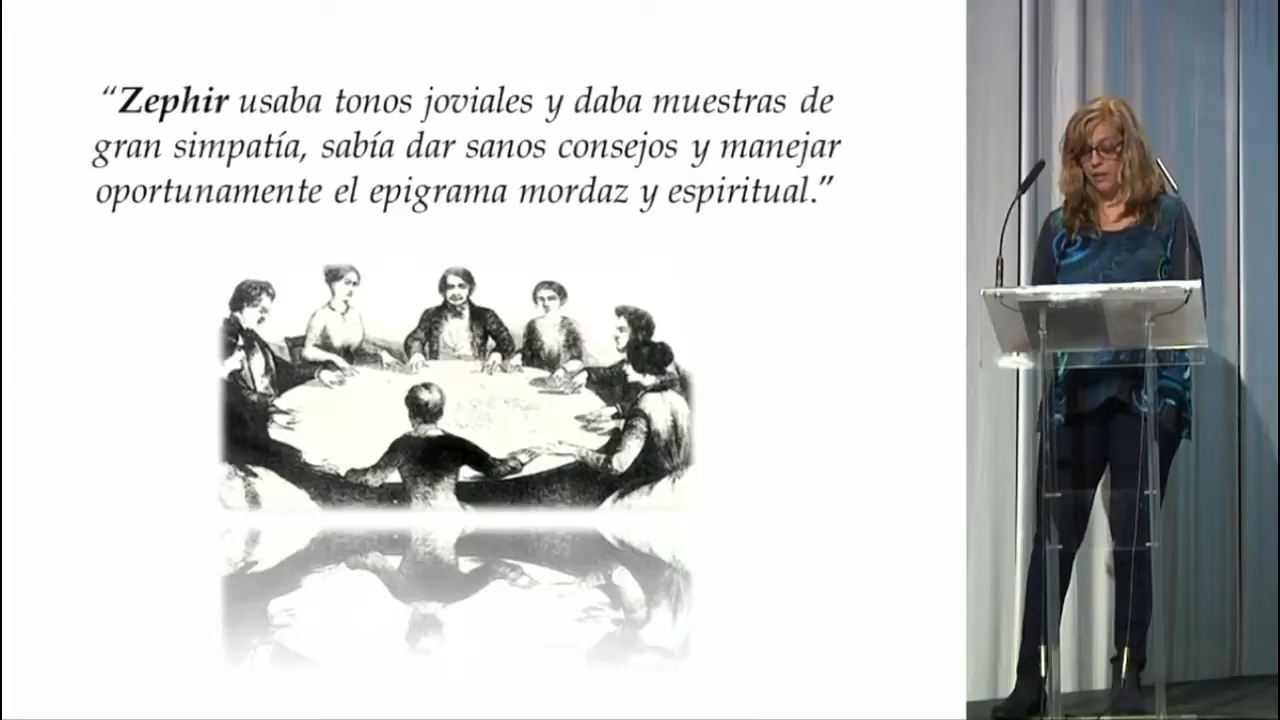 “Zephir usaba tonos joviales y daba muestras de
gran simpatía, sabía dar sanos consejos y manejar
oportunamente el epigrama mordaz y espiritual.”